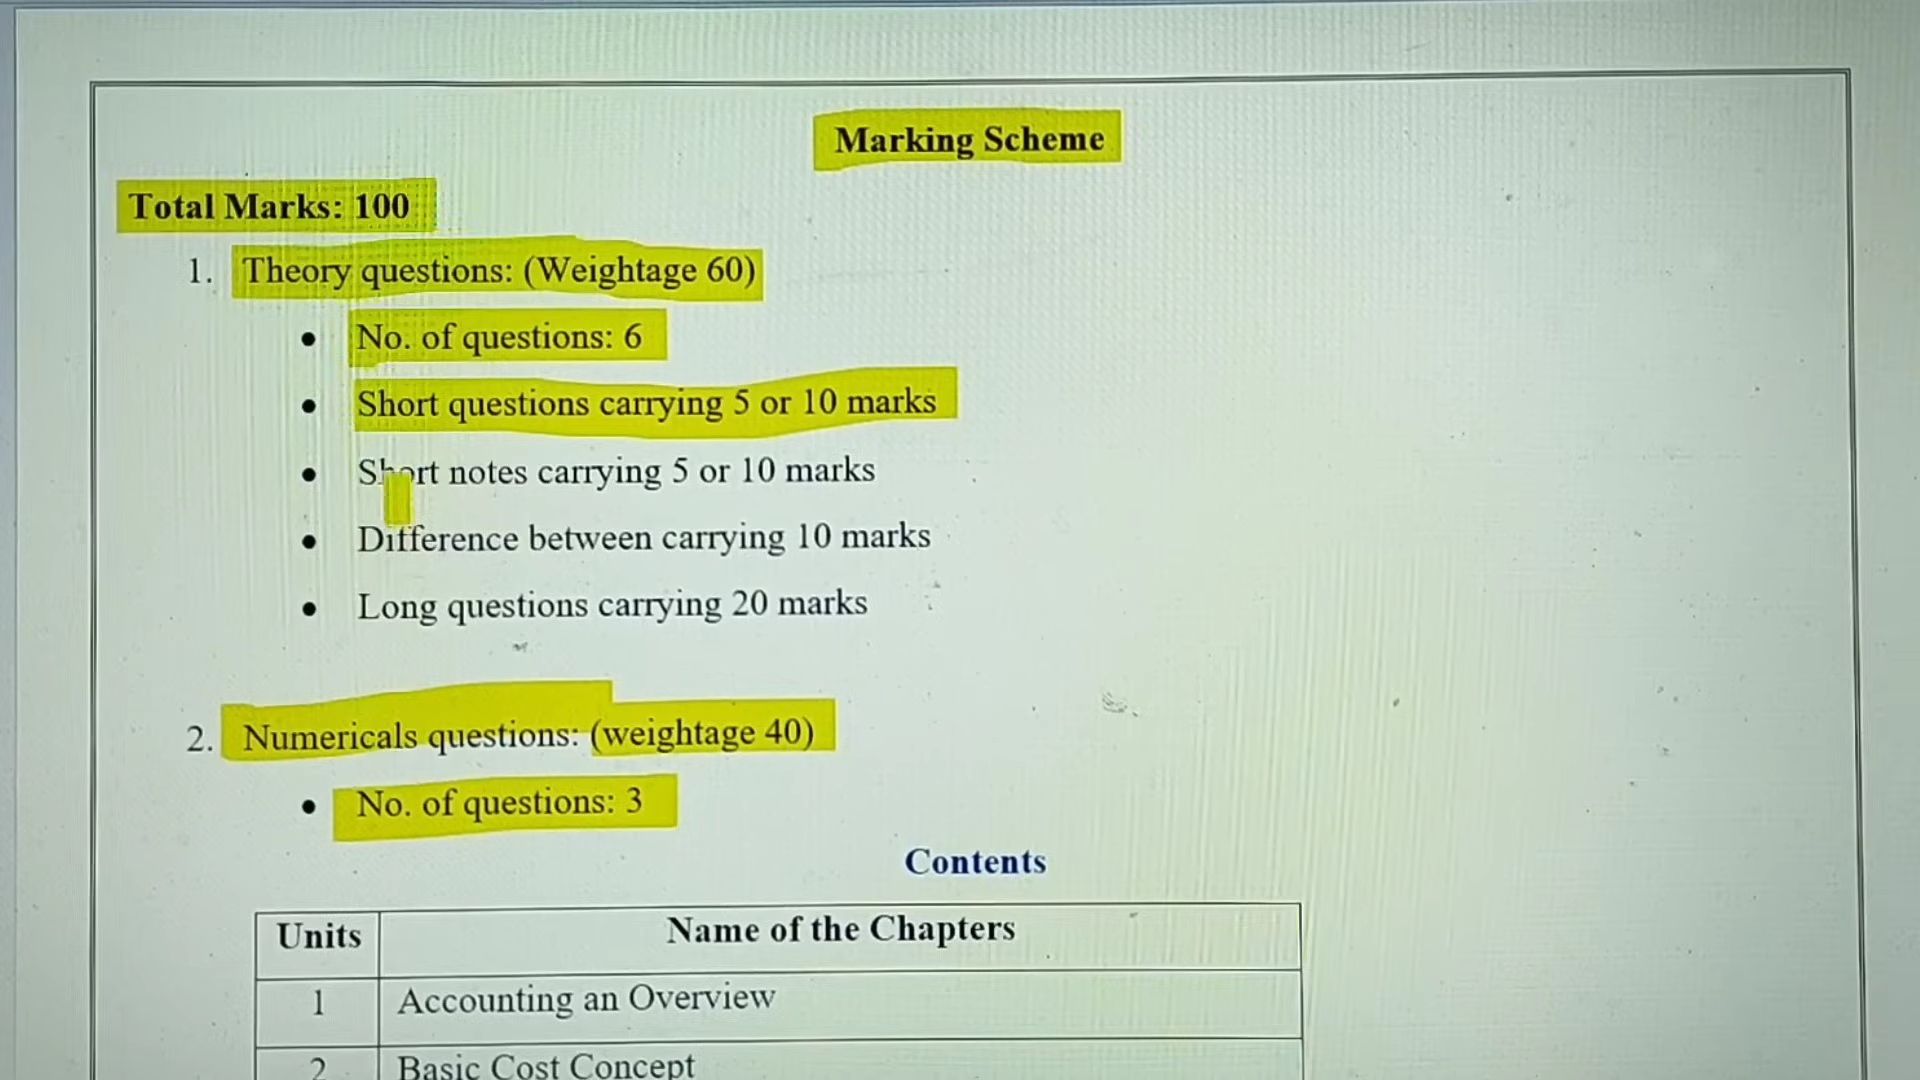 Marking Scheme
Total Marks: 100
1. Theory questions: (Weightage 60)
• No. of questions: 6
• Short questions carrying 5 or 10 marks
• Short notes carrying 5 or 10 marks
• Difference between carrying 10 marks
• Long questions carrying 20 marks
2. Numericals questions: (weightage 40)
• No. of questions: 3
Contents
Units Name of the Chapters
1 Accounting an Overview
2 Basic Cost Concept